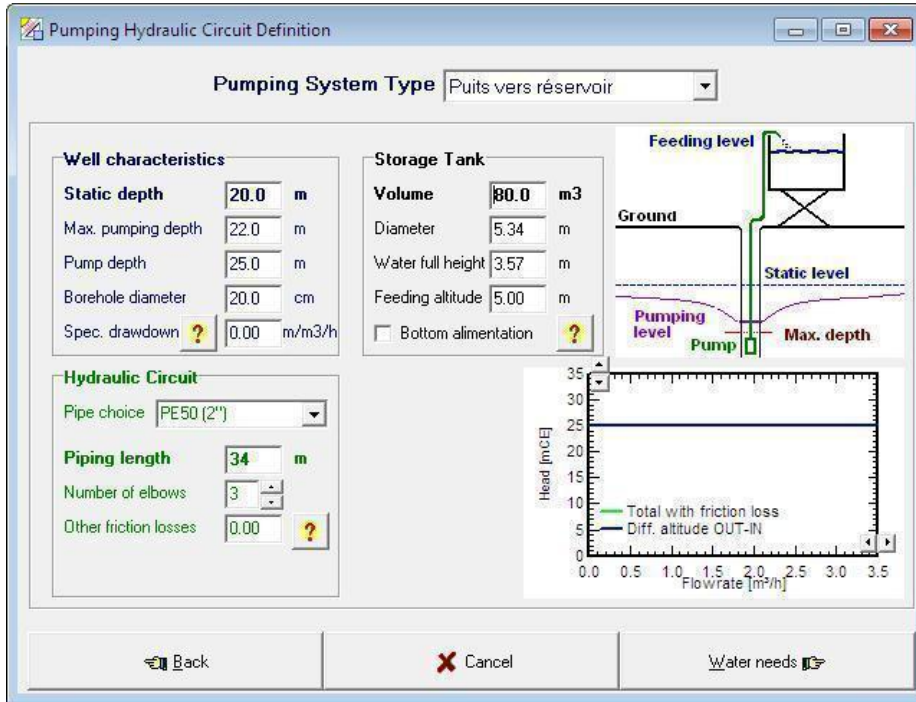 Pumping Hydraulic Circuit Definition
Pumping System Type Puits vers réservoir
Well characteristics
Static depth 20.0 m
Max. pumping depth 22.0 m
Pump depth 25.0 m
Borehole diameter 20.0 cm
Spec. drawdown ? 0.00 m/m3/h
Storage Tank
Volume 80.0 m3
Diameter 5.34 m
Water full height 3.57 m
Feeding altitude 5.00 m
Bottom alimentation ?
Feeding level
Ground
Static level
Pumping
level
Max. depth
Pump
Hydraulic Circuit
Pipe choice PE50 (2")
Piping length 34 m
Number of elbows 3
Other friction losses 0.00 ?
35
30
25
20
15
10
5
0
Head [mCE]
Total with friction loss
Diff. altitude OUT-IN
0.0 0.5 1.0 1.5 2.0 2.5 3.0 3.5
Flowrate [m³/h]
Back
Cancel
Water needs